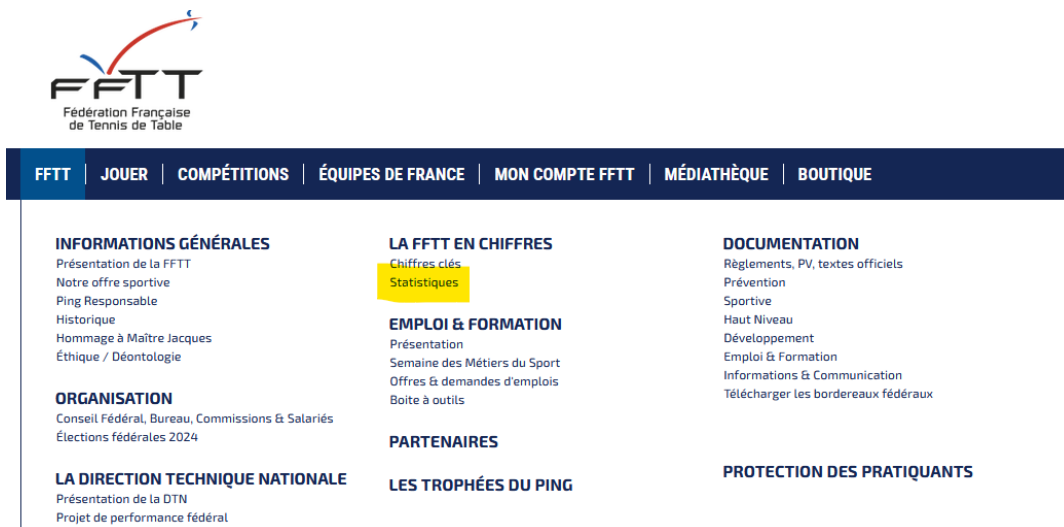 FFTT
Fédération Française
de Tennis de Table
FFTT
JOUER
COMPÉTITIONS
ÉQUIPES DE FRANCE
MON COMPTE FFTT
MÉDIATHÈQUE
BOUTIQUE
INFORMATIONS GÉNÉRALES
Présentation de la FFTT
Notre offre sportive
Ping Responsable
Historique
Hommage à Maître Jacques
Éthique / Déontologie
ORGANISATION
Conseil Fédéral, Bureau, Commissions & Salariés
Élections fédérales 2024
LA DIRECTION TECHNIQUE NATIONALE
Présentation de la DTN
Projet de performance fédéral
LA FFTT EN CHIFFRES
Chiffres clés
Statistiques
EMPLOI & FORMATION
Présentation
Semaine des Métiers du Sport
Offres & demandes d'emplois
Boite à outils
PARTENAIRES
LES TROPHÉES DU PING
DOCUMENTATION
Règlements, PV, textes officiels
Prévention
Sportive
Haut Niveau
Développement
Emploi & Formation
Informations & Communication
Télécharger les bordereaux fédéraux
PROTECTION DES PRATIQUANTS